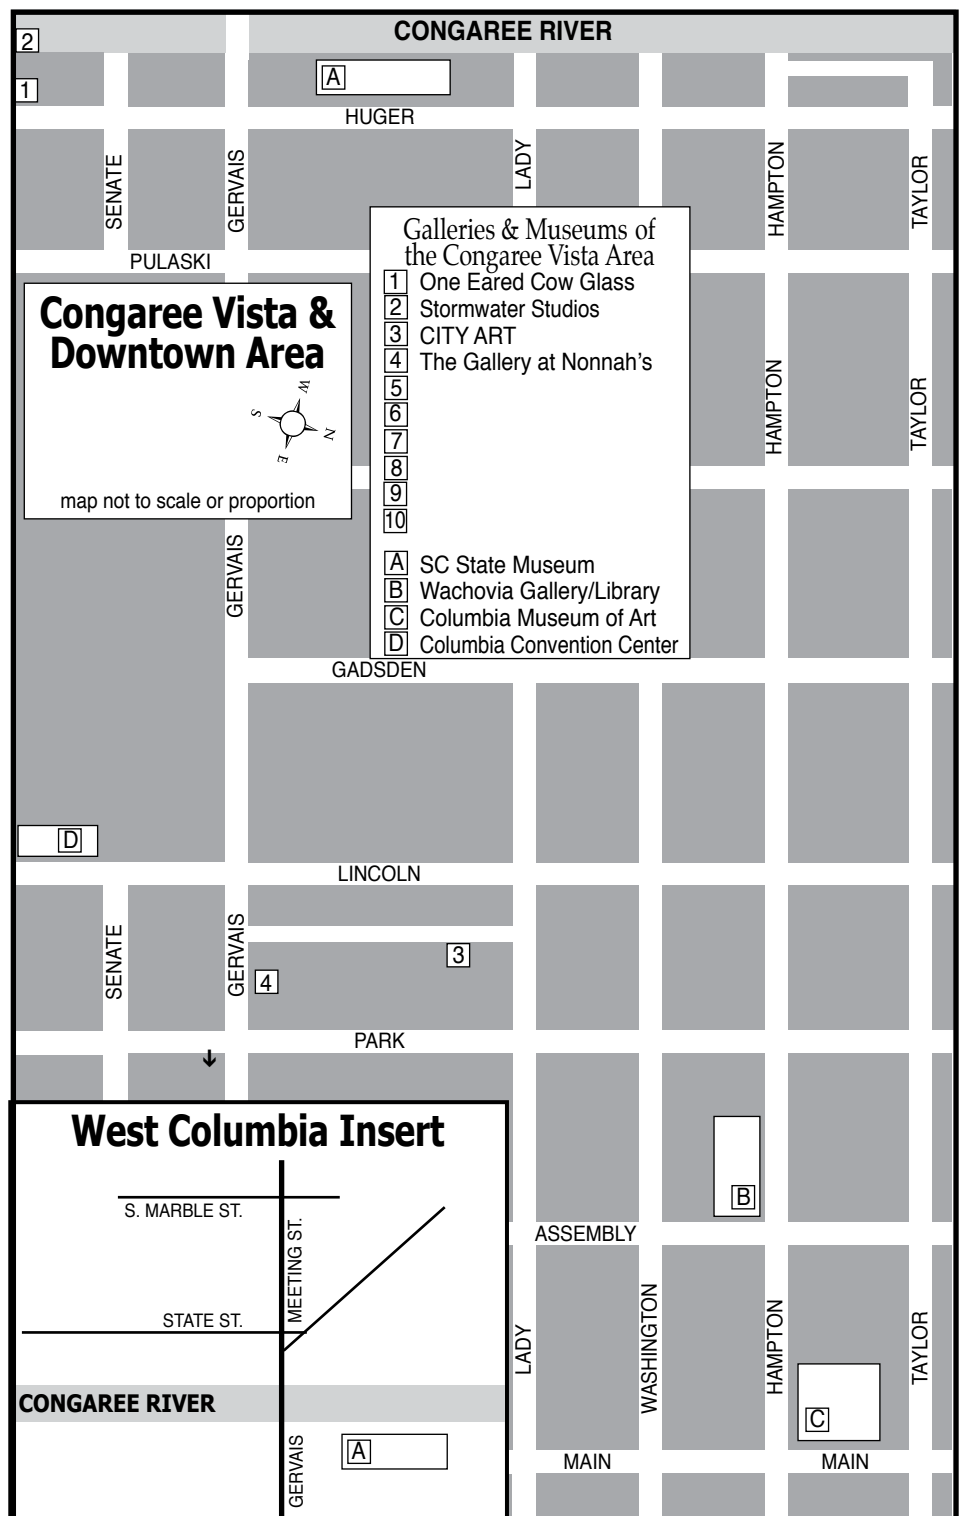 CONGAREE RIVER
2
1
A
HUGER
SENATE
GERVAIS
LADY
HAMPTON
TAYLOR
PULASKI
Galleries & Museums of
the Congaree Vista Area
1 One Eared Cow Glass
2 Stormwater Studios
3 CITY ART
4 The Gallery at Nonnah's
5
6
7
8
9
10
A SC State Museum
B Wachovia Gallery/Library
C Columbia Museum of Art
D Columbia Convention Center
Congaree Vista &
Downtown Area
W
S
N
E
map not to scale or proportion
HAMPTON
TAYLOR
GERVAIS
GADSDEN
D
LINCOLN
SENATE
GERVAIS
3
4
PARK
B
ASSEMBLY
LADY
WASHINGTON
HAMPTON
TAYLOR
C
MAIN
MAIN
West Columbia Insert
S. MARBLE ST.
MEETING ST.
STATE ST.
CONGAREE RIVER
GERVAIS
A